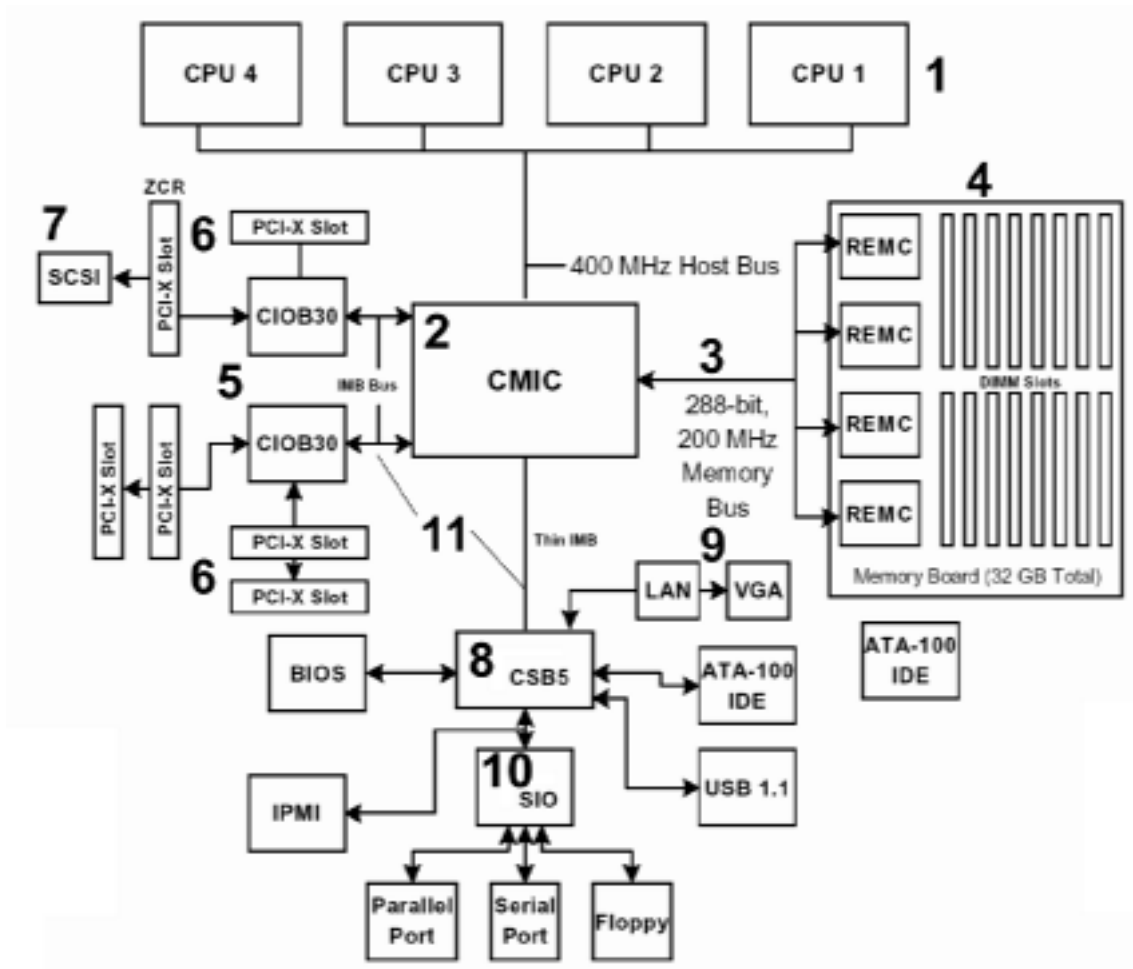 CPU 4
CPU 3
CPU 2
CPU 1
1
4
ZCR
7
6
PCI-X Slot
SCSI
PCI-X Slot
CIOB30
400 MHz Host Bus
REMC
REMC
REMC
REMC
DIMM Slots
Memory Board (32 GB Total)
2
CMIC
3
288-bit,
200 MHz
Memory
Bus
5
IMB Bus
CIOB30
PCI-X Slot
PCI-X Slot
11
Thin IMB
6
PCI-X Slot
PCI-X Slot
9
LAN
VGA
BIOS
8
CSB5
ATA-100
IDE
ATA-100
IDE
10
SIO
IPMI
USB 1.1
Parallel
Port
Serial
Port
Floppy